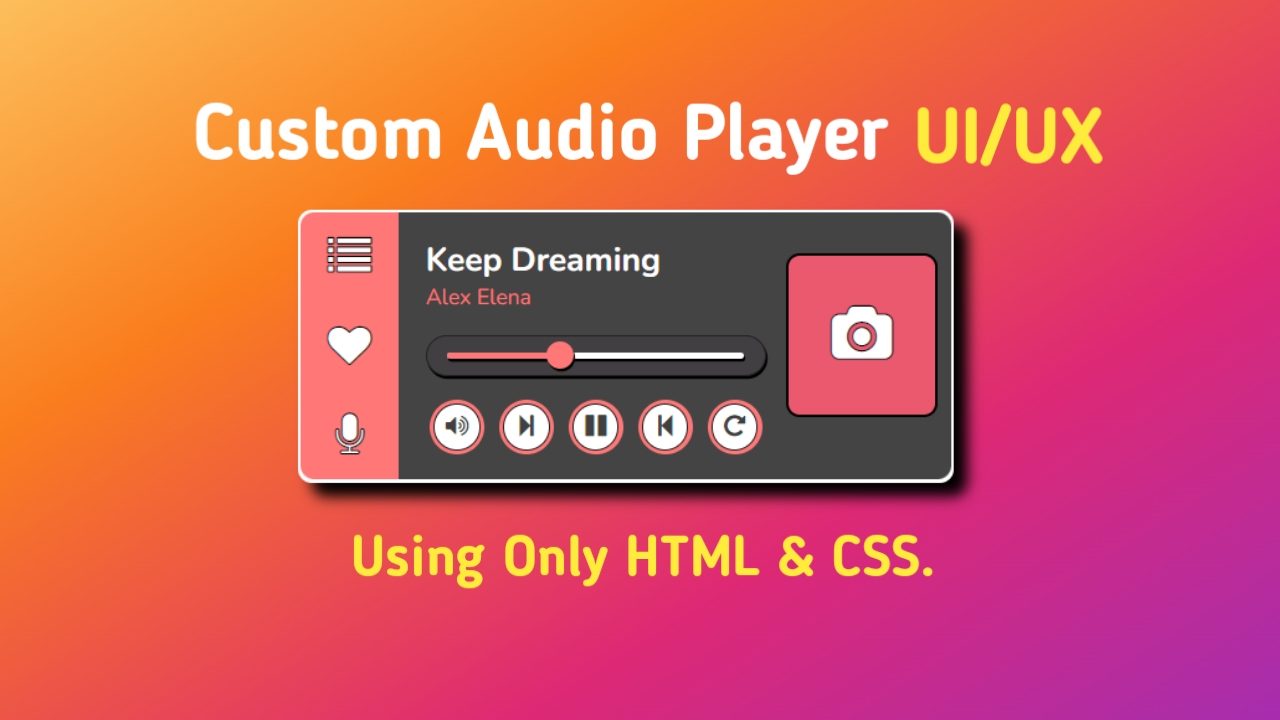 Custom Audio Player UI/UX
Keep Dreaming
Alex Elena
Using Only HTML & CSS.